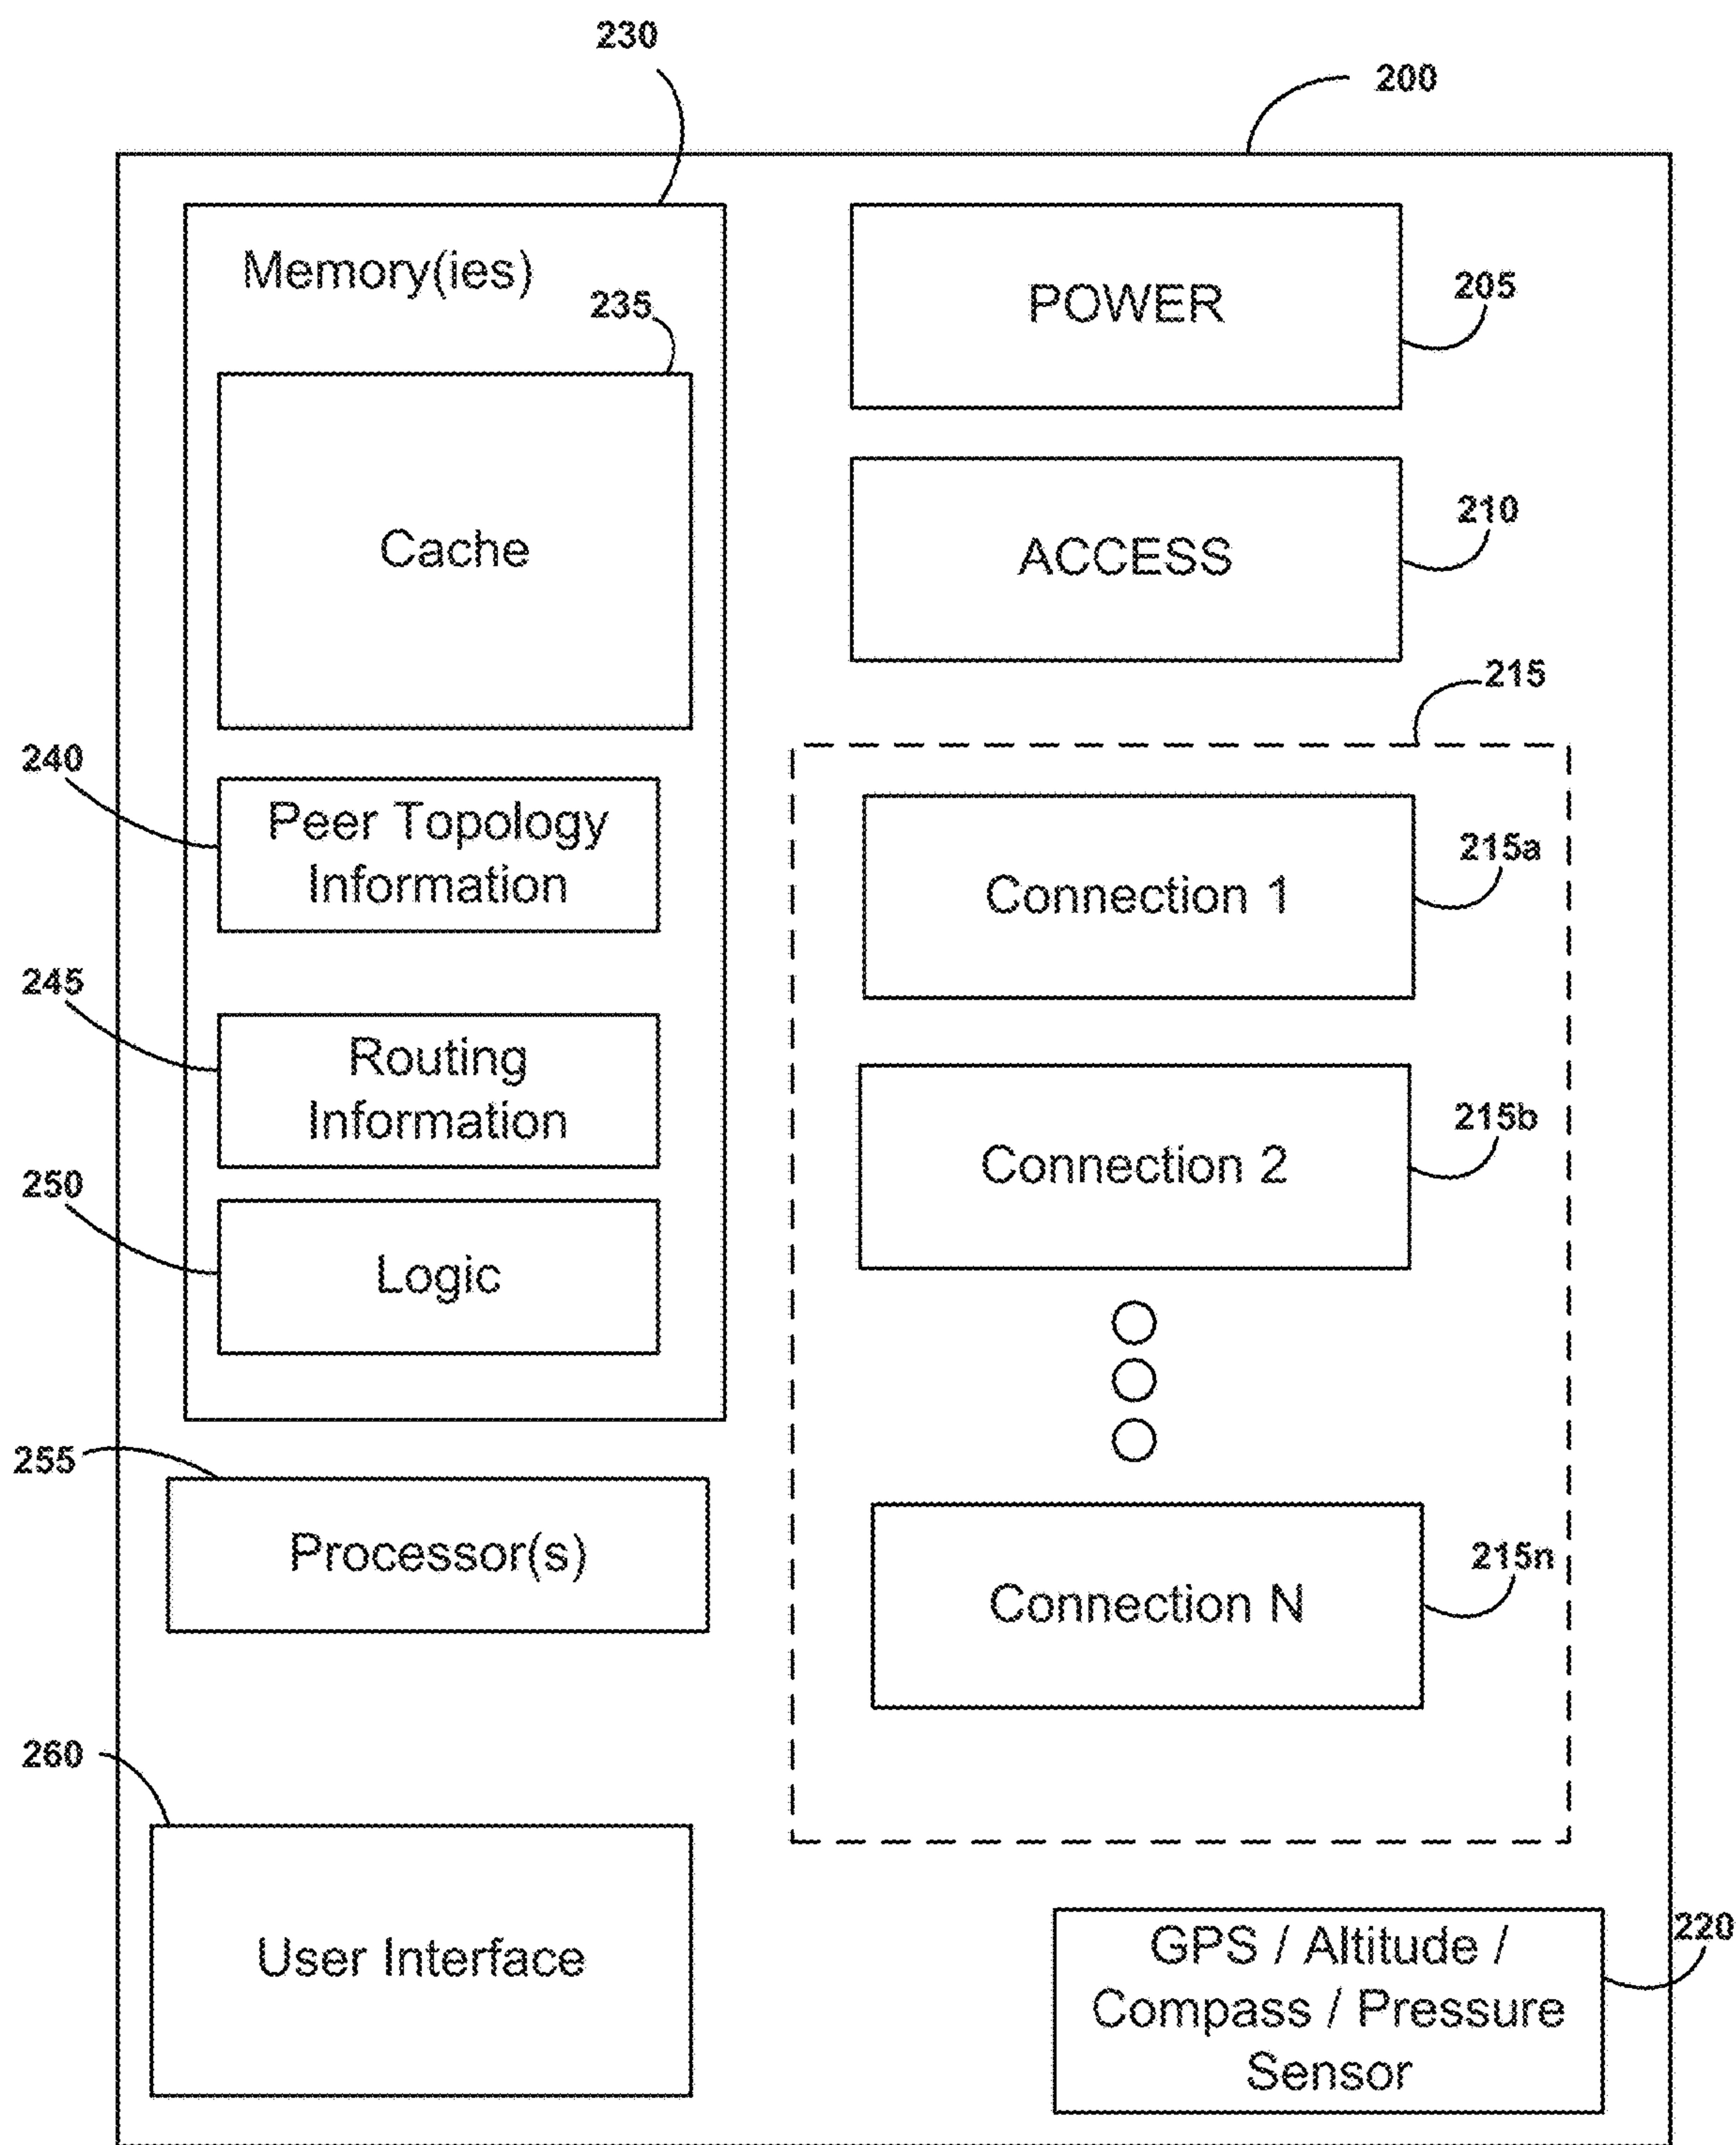 230
200
Memory(ies)
235
Cache
240
Peer Topology
Information
245
Routing
Information
250
Logic
255
Processor(s)
260
User Interface
POWER
205
ACCESS
210
215
Connection 1
215a
Connection 2
215b
Connection N
215n
GPS / Altitude /
Compass / Pressure
Sensor
220